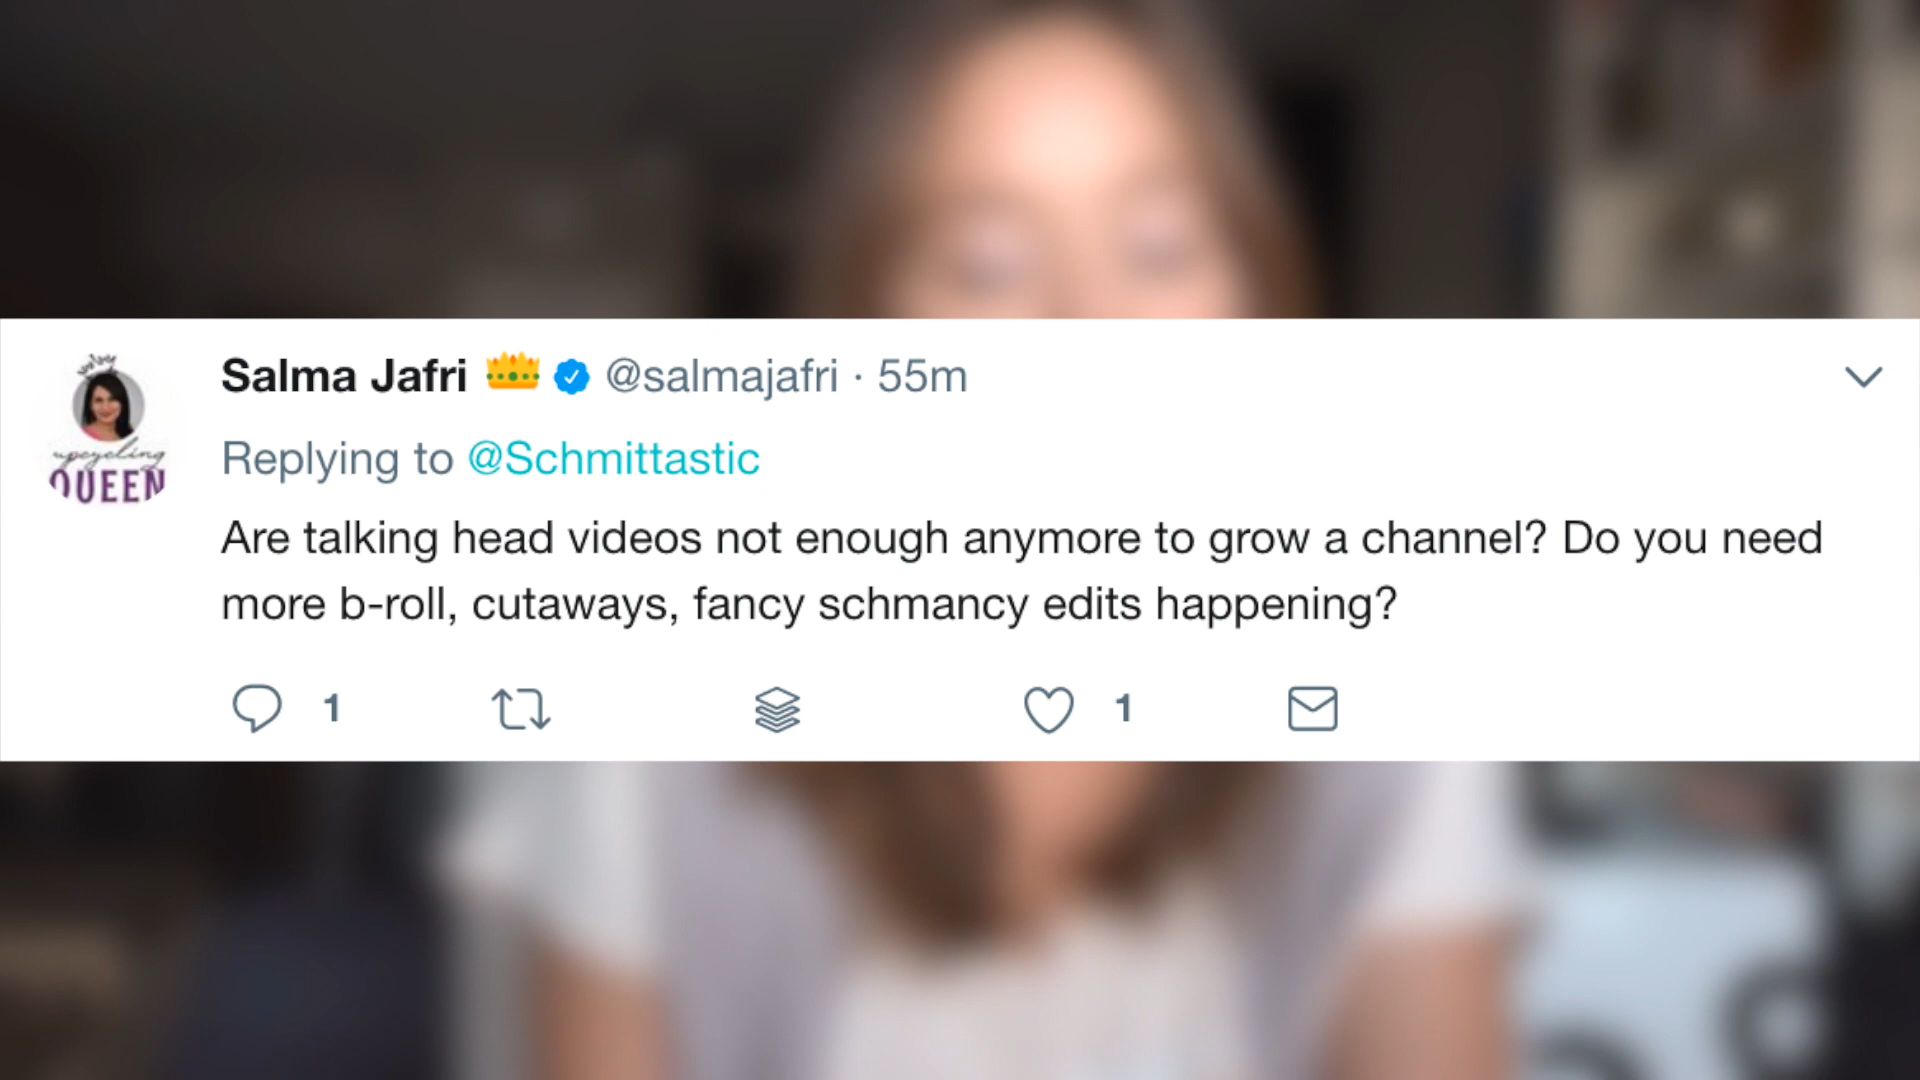 Salma Jafri 👑 @salmajafri · 55m
upcycling
QUEEN
Replying to @Schmittastic
Are talking head videos not enough anymore to grow a channel? Do you need
more b-roll, cutaways, fancy schmancy edits happening?
1
1